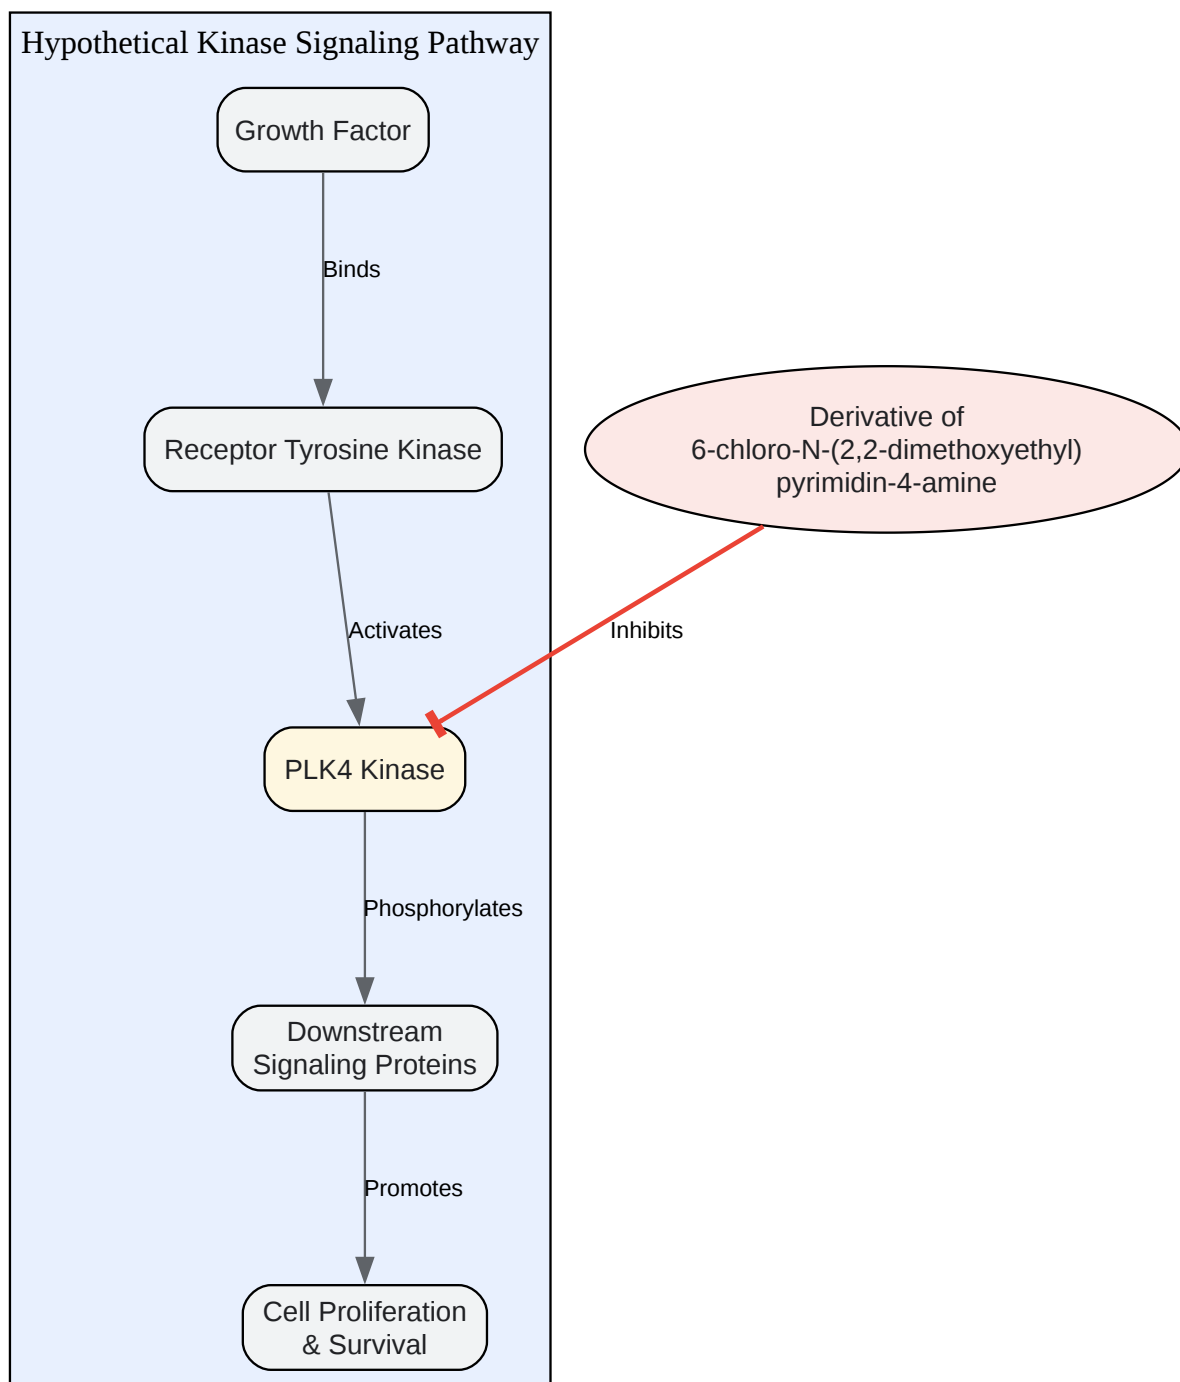 Hypothetical Kinase Signaling Pathway
Growth Factor
Binds
Receptor Tyrosine Kinase
Derivative of
6-chloro-N-(2,2-dimethoxyethyl)
pyrimidin-4-amine
Activates
Inhibits
PLK4 Kinase
Phosphorylates
Downstream
Signaling Proteins
Promotes
Cell Proliferation
& Survival